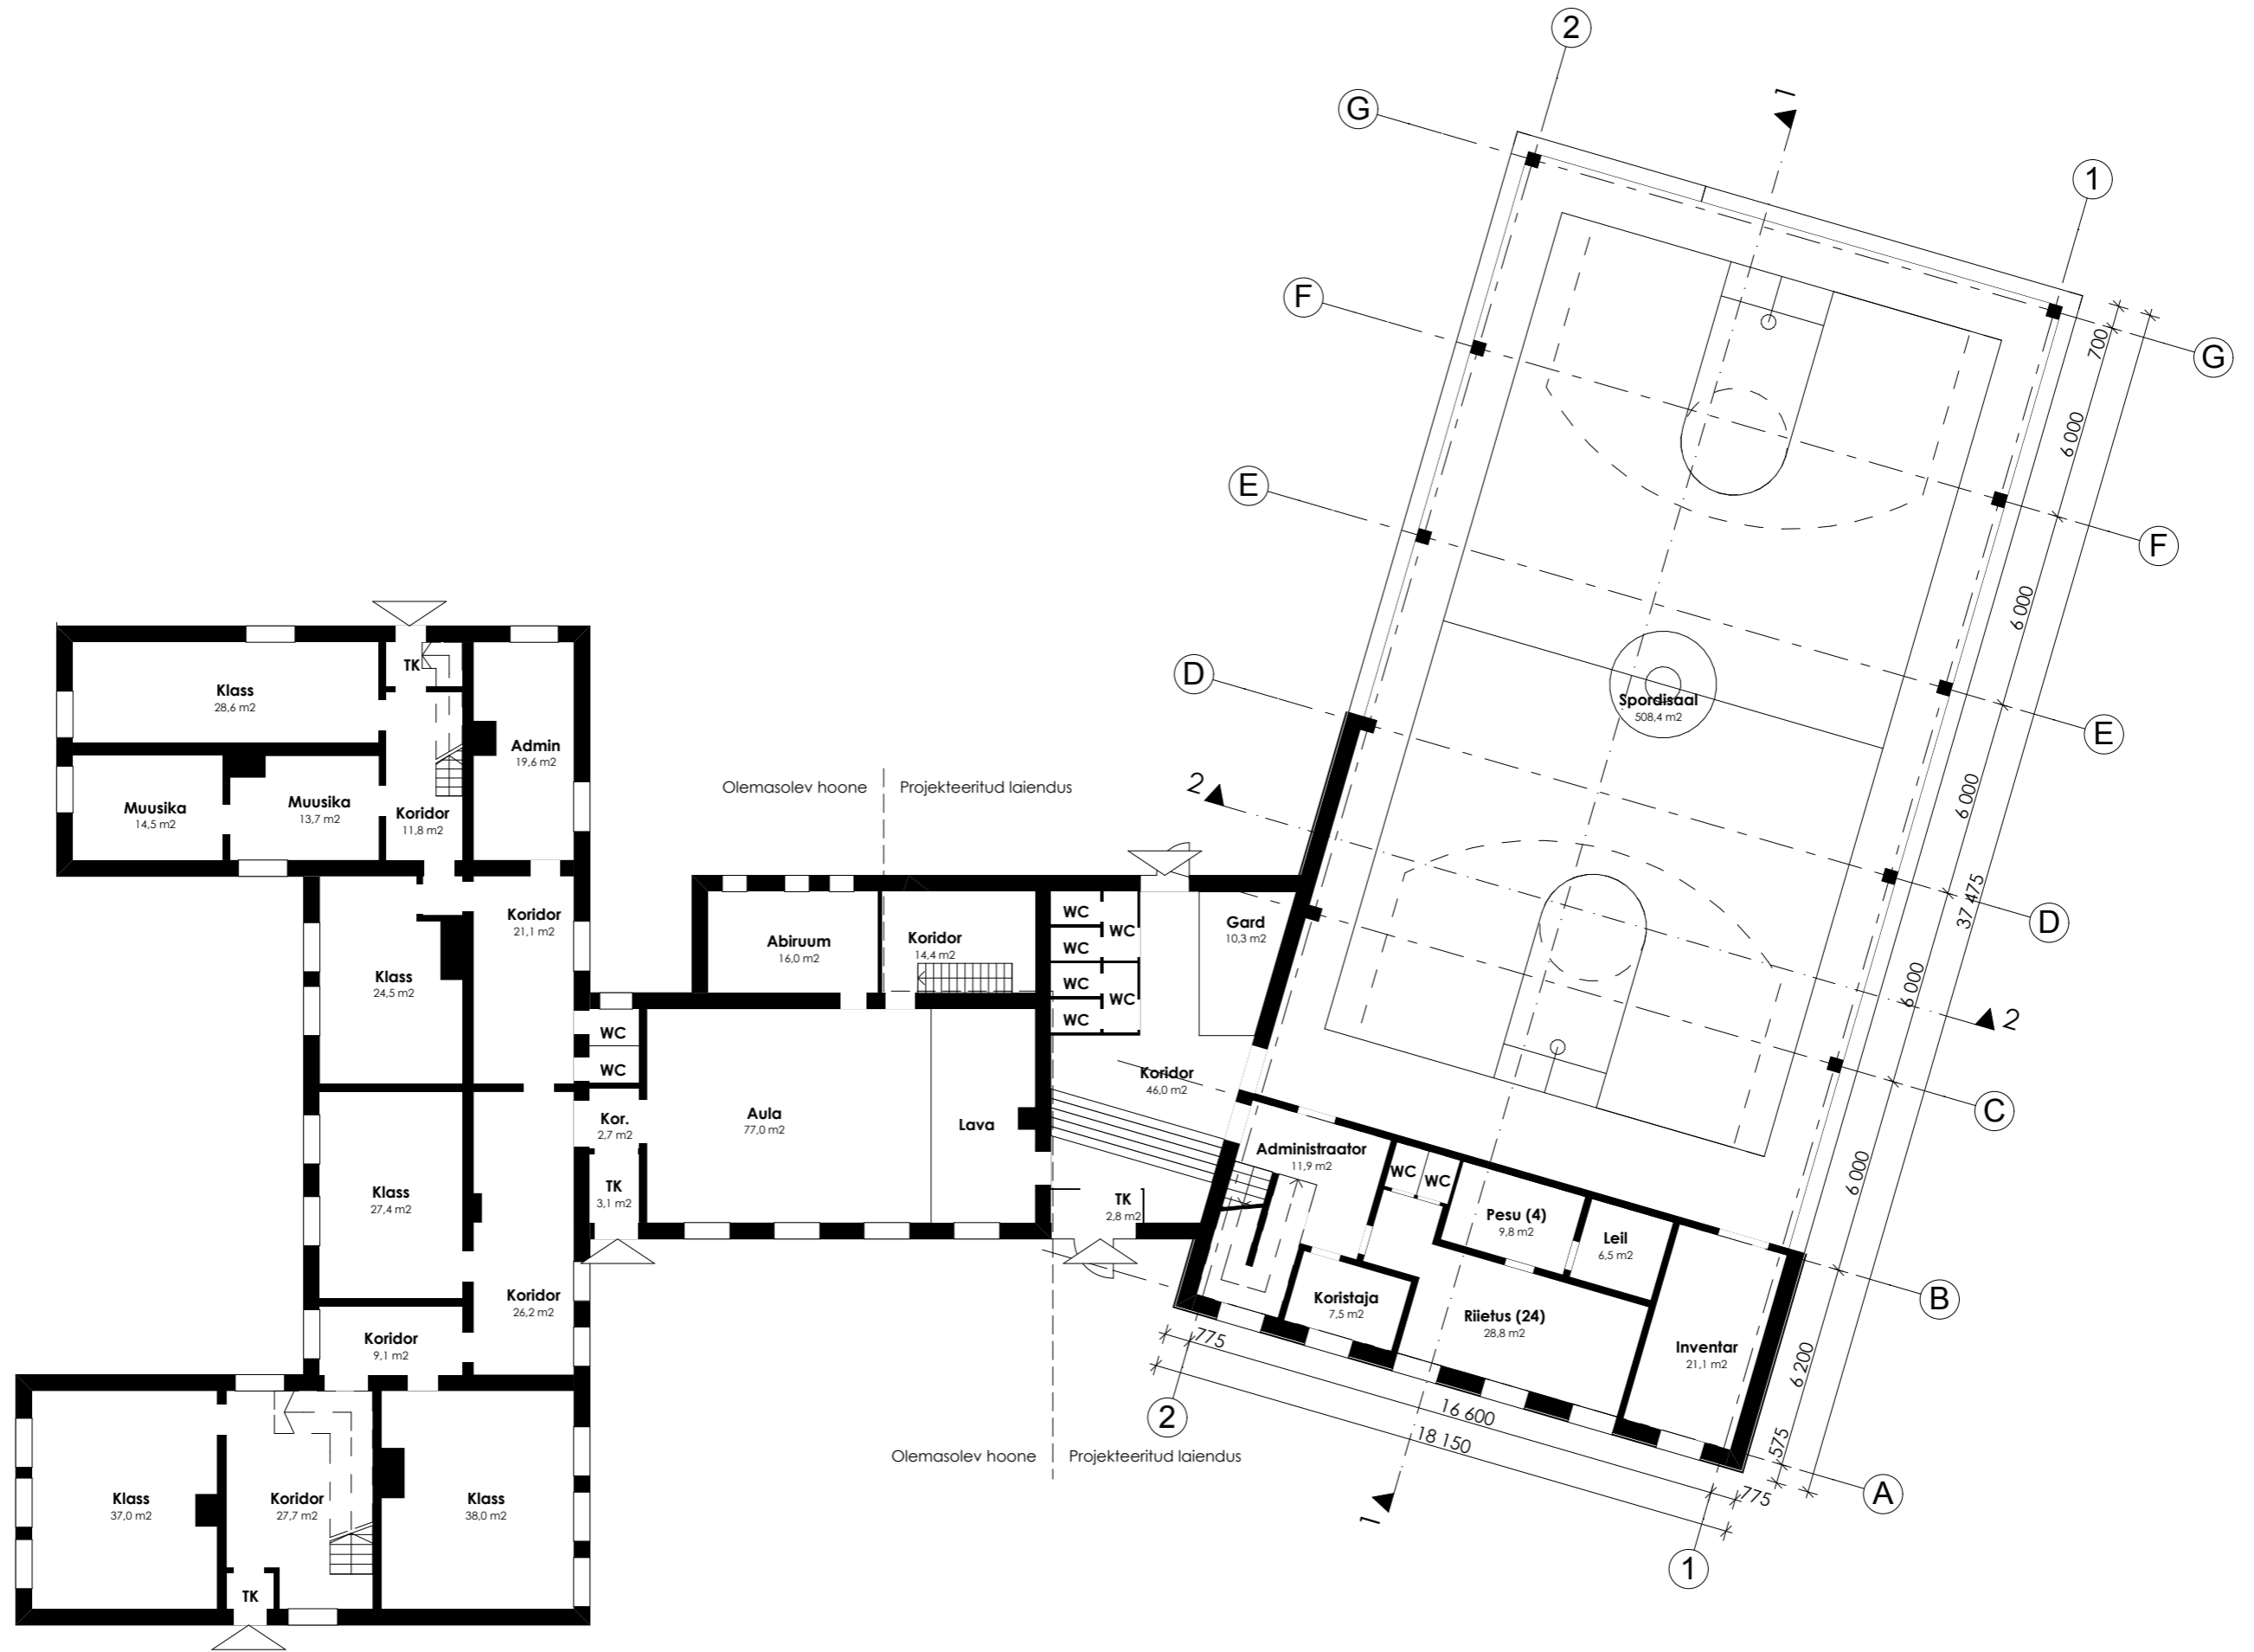 2
1
G
1
F
E
D
2
G
F
E
D
C
B
A
2
1
1
2
700
6 000
6 000
6 000
6 000
6 000
6 200
575
37 475
775
16 600
18 150
775
Spordisaal
508,4 m2
TK
Klass
28,6 m2
Admin
19,6 m2
Muusika
14,5 m2
Muusika
13,7 m2
Koridor
11,8 m2
Olemasolev hoone
Projekteeritud laiendus
Koridor
21,1 m2
Klass
24,5 m2
Abiruum
16,0 m2
Koridor
14,4 m2
WC
WC
WC
WC
WC
WC
Gard
10,3 m2
WC
WC
Koridor
46,0 m2
Kor.
2,7 m2
Aula
77,0 m2
Lava
Administraator
11,9 m2
WC
WC
TK
3,1 m2
TK
2,8 m2
Klass
27,4 m2
Pesu (4)
9,8 m2
Leil
6,5 m2
Koridor
26,2 m2
Koristaja
7,5 m2
Riietus (24)
28,8 m2
Inventar
21,1 m2
Koridor
9,1 m2
Olemasolev hoone
Projekteeritud laiendus
Klass
37,0 m2
Koridor
27,7 m2
Klass
38,0 m2
TK